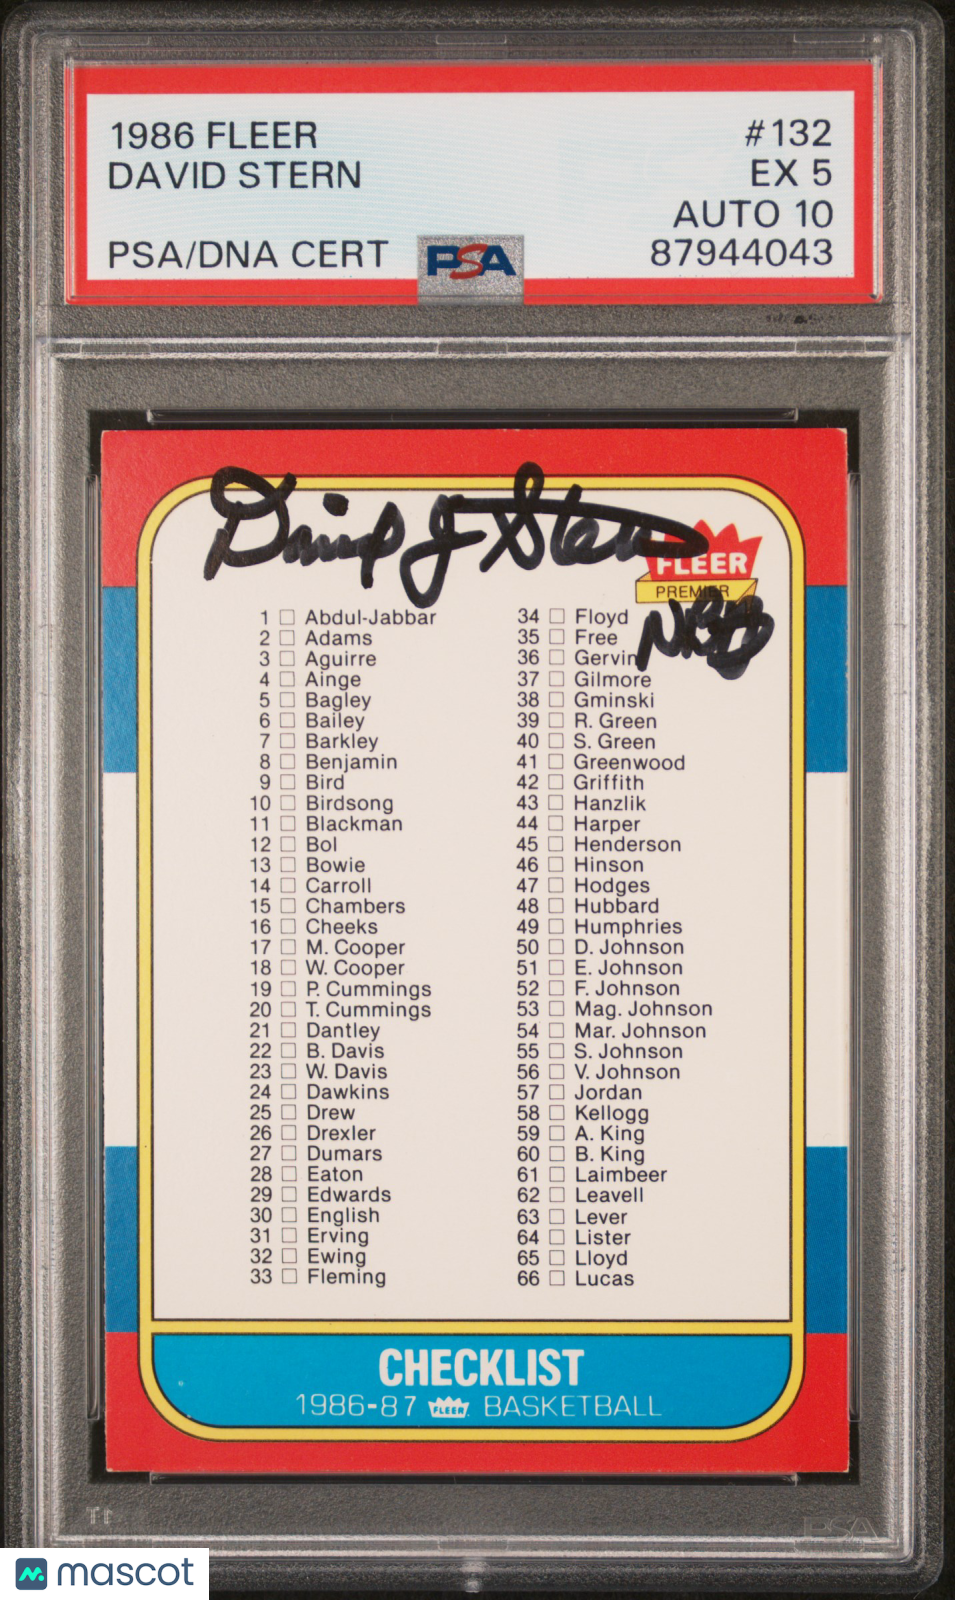 1986 FLEER #132
DAVID STERN EX 5
AUTO 10
PSA/DNA CERT PSA 87944043
David J Stern
FLEER
PREMIER
NBA
1 Abdul-Jabbar
2 Adams
3 Aguirre
4 Ainge
5 Bagley
6 Bailey
7 Barkley
8 Benjamin
9 Bird
10 Birdsong
11 Blackman
12 Bol
13 Bowie
14 Carroll
15 Chambers
16 Cheeks
17 M. Cooper
18 W. Cooper
19 P. Cummings
20 T. Cummings
21 Dantley
22 B. Davis
23 W. Davis
24 Dawkins
25 Drew
26 Drexler
27 Dumars
28 Eaton
29 Edwards
30 English
31 Erving
32 Ewing
33 Fleming
34 Floyd
35 Free
36 Gervin
37 Gilmore
38 Gminski
39 R. Green
40 S. Green
41 Greenwood
42 Griffith
43 Hanzlik
44 Harper
45 Henderson
46 Hinson
47 Hodges
48 Hubbard
49 Humphries
50 D. Johnson
51 E. Johnson
52 F. Johnson
53 Mag. Johnson
54 Mar. Johnson
55 S. Johnson
56 V. Johnson
57 Jordan
58 Kellogg
59 A. King
60 B. King
61 Laimbeer
62 Leavell
63 Lever
64 Lister
65 Lloyd
66 Lucas
CHECKLIST
1986-87 FLEER BASKETBALL
PSA
mascot